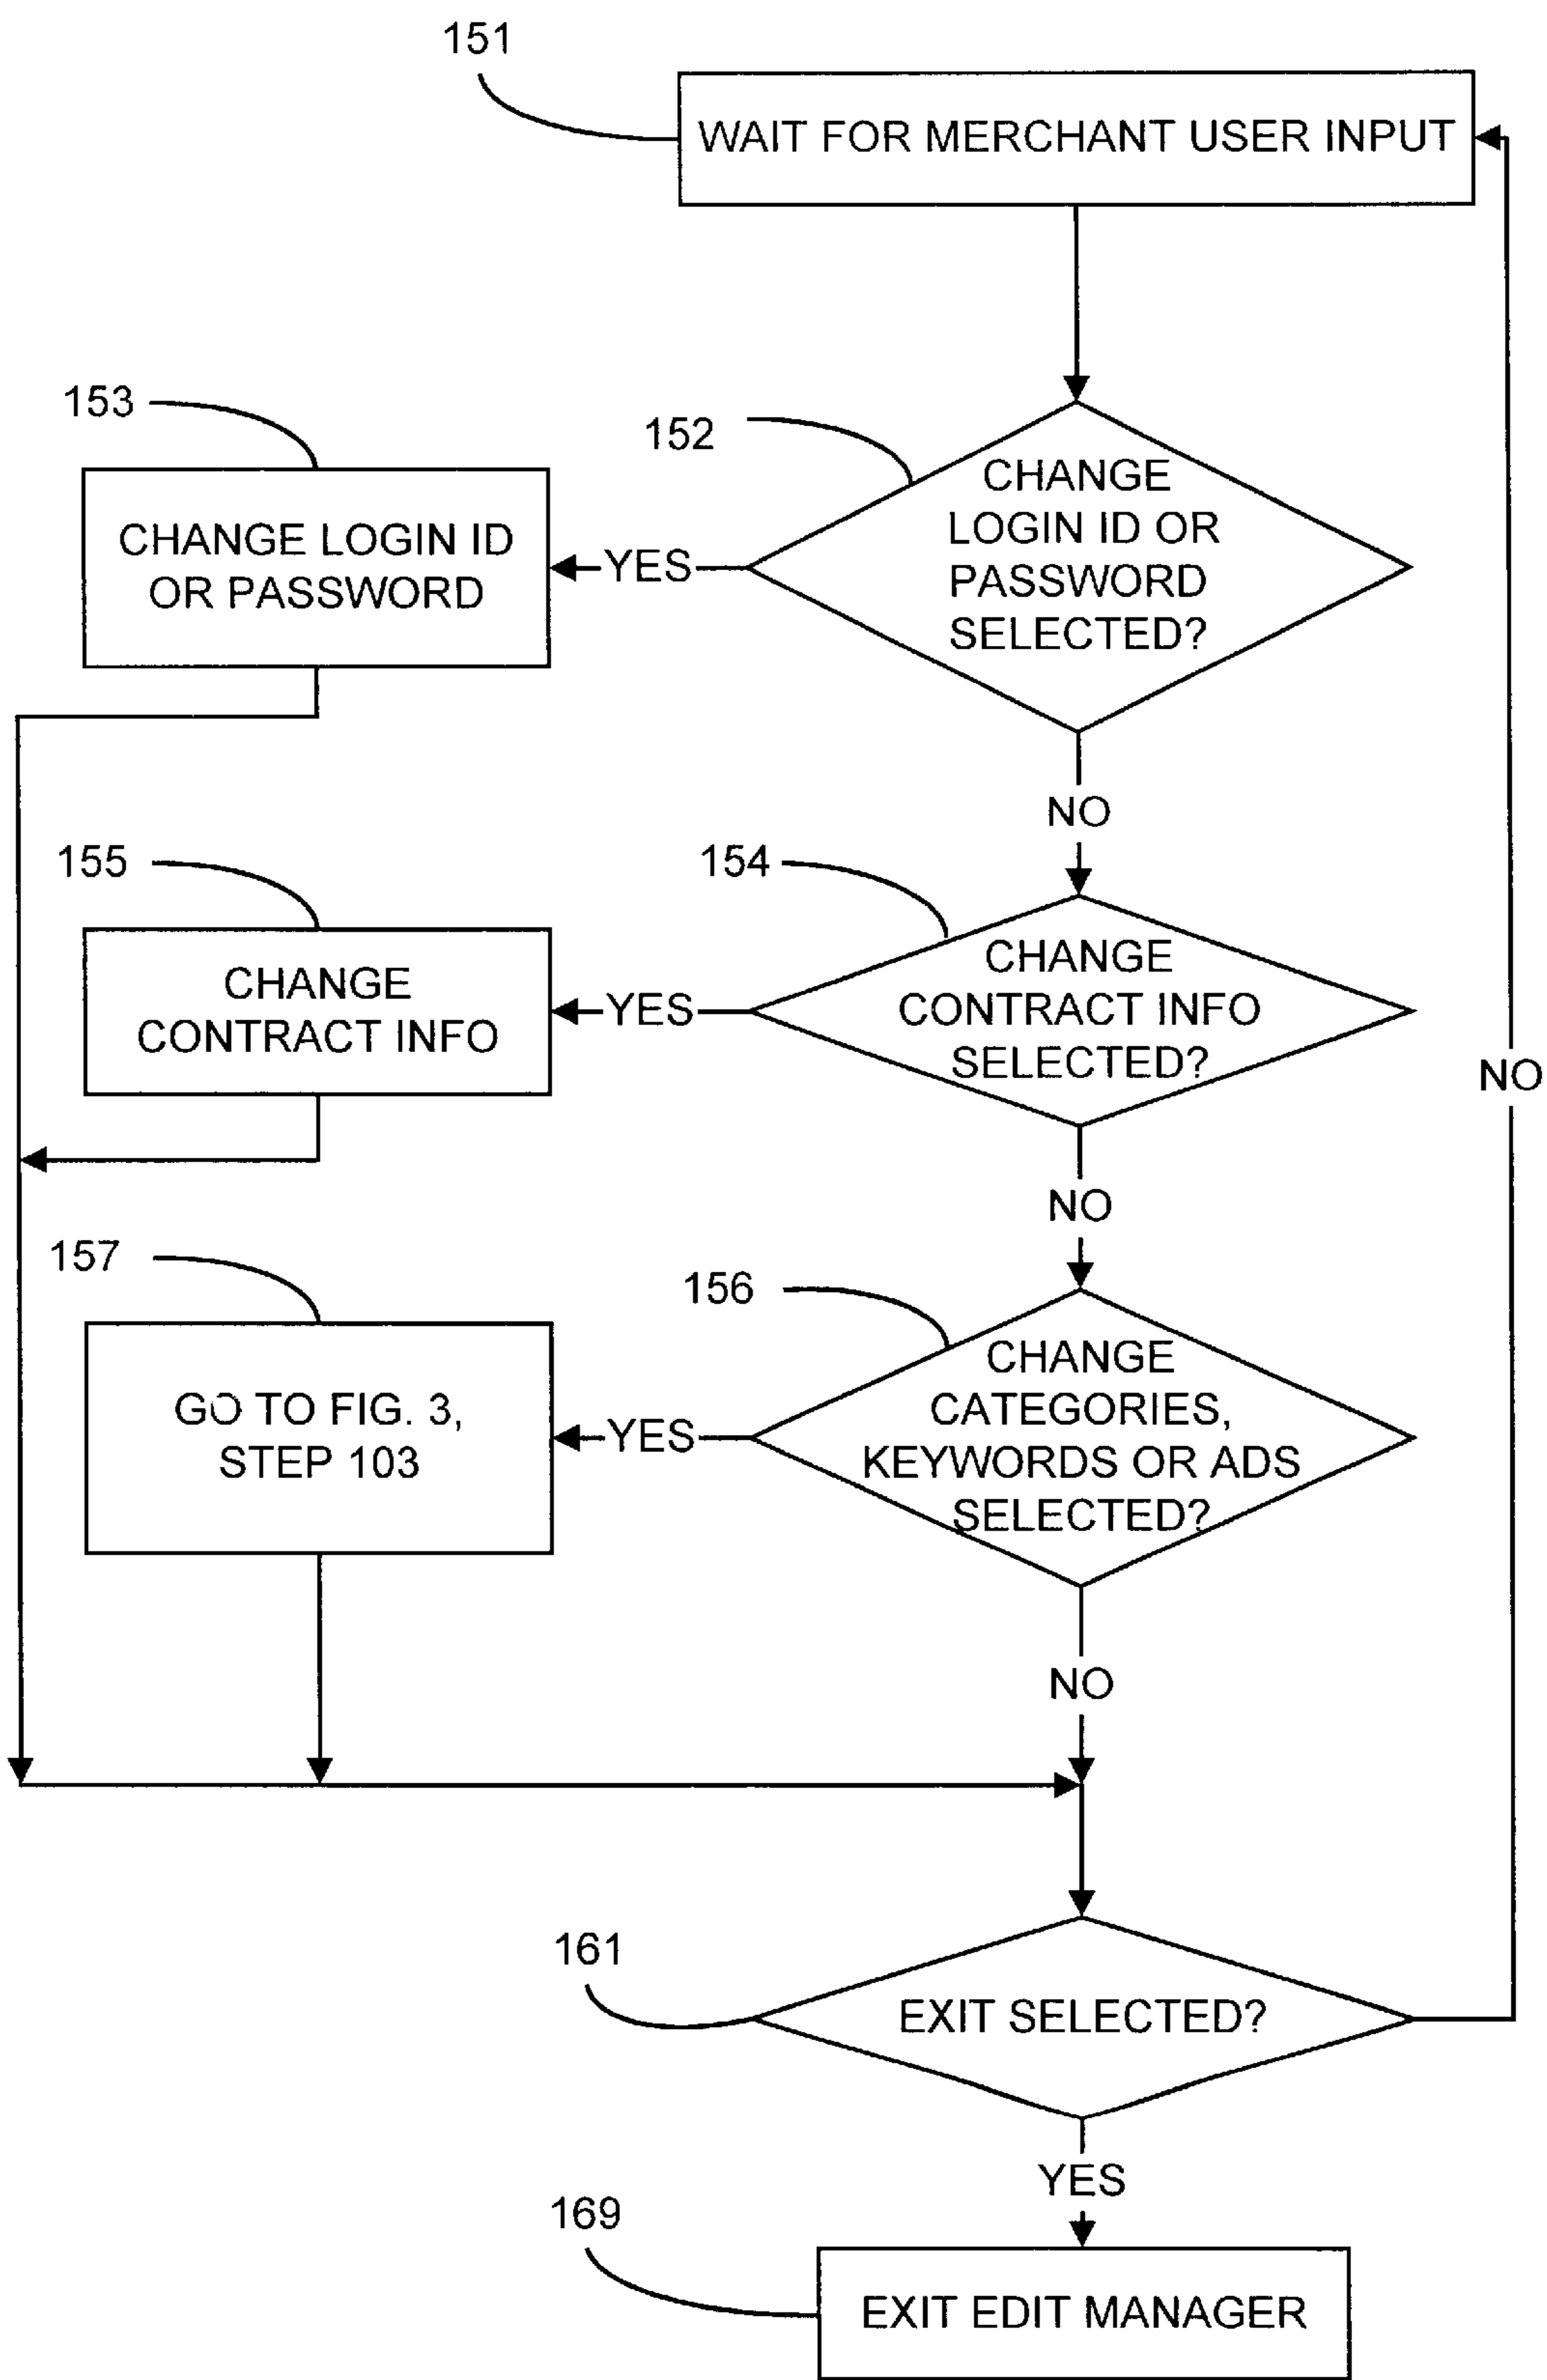 151
WAIT FOR MERCHANT USER INPUT
153
152
CHANGE
LOGIN ID OR
PASSWORD
SELECTED?
CHANGE LOGIN ID
OR PASSWORD
YES
NO
155
154
CHANGE
CONTRACT INFO
SELECTED?
CHANGE
CONTRACT INFO
YES
NO
NO
157
156
CHANGE
CATEGORIES,
KEYWORDS OR ADS
SELECTED?
GO TO FIG. 3,
STEP 103
YES
NO
161
EXIT SELECTED?
YES
169
EXIT EDIT MANAGER